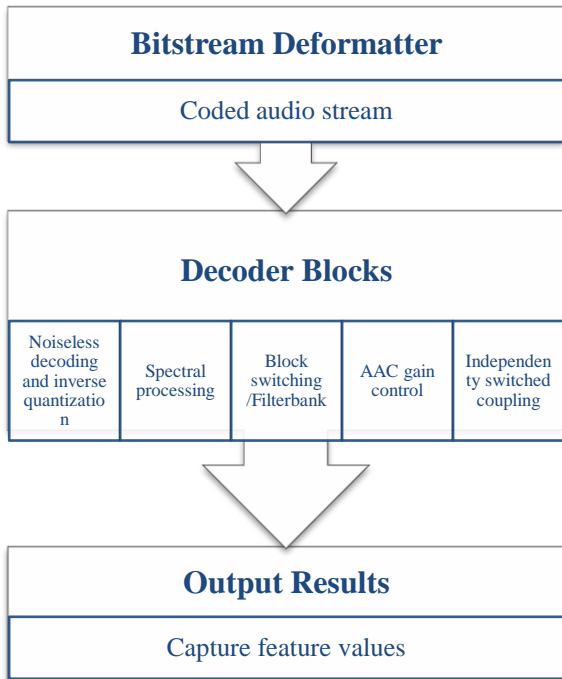 Bitstream Deformatter
Coded audio stream
Decoder Blocks
Noiseless
decoding
and inverse
quantizatio
n
Spectral
processing
Block
switching
/Filterbank
AAC gain
control
Independen
ty switched
coupling
Output Results
Capture feature values